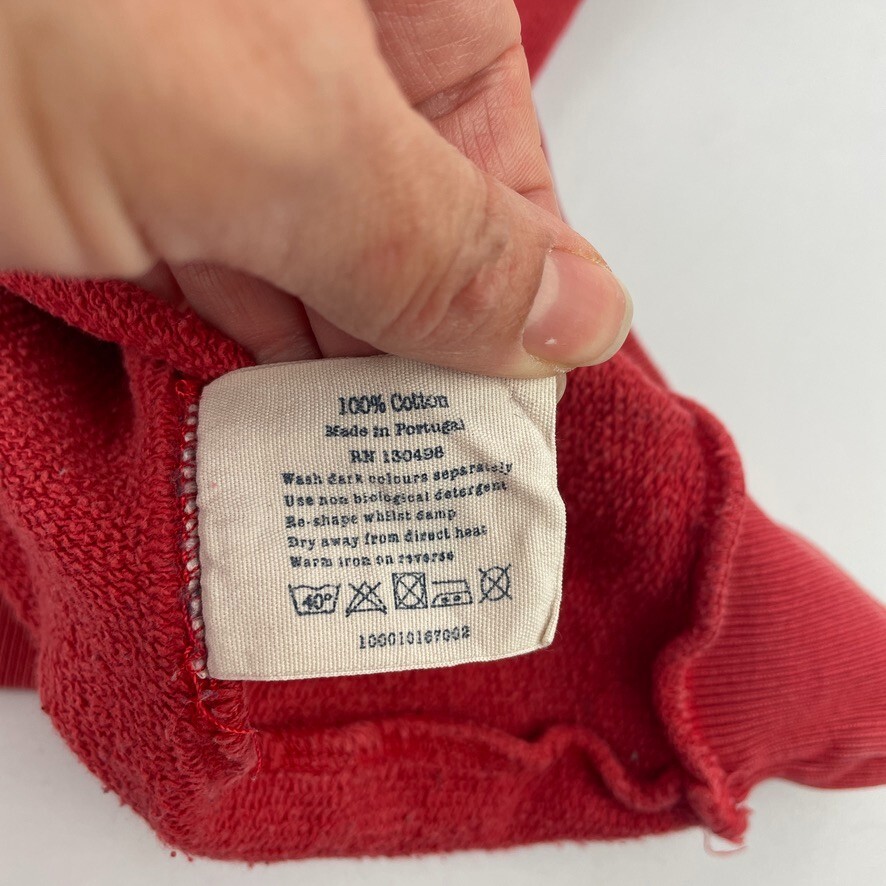 100% Cotton
Made in Portugal
RN 130498
Wash dark colours separately
Use non biological detergent
Re-shape whilst damp
Dry away from direct heat
Warm iron on reverse
40°
100010167002